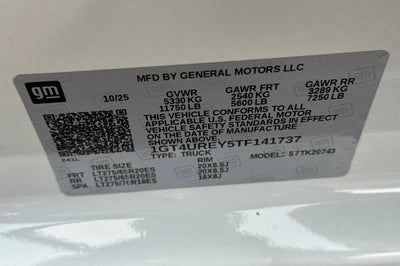 MFD BY GENERAL MOTORS LLC
gm
10/25 GVWR GAWR FRT GAWR RR
5330 KG 2540 KG 3289 KG
11750 LB 5600 LB 7250 LB
THIS VEHICLE CONFORMS TO ALL
APPLICABLE U.S. FEDERAL MOTOR
VEHICLE SAFETY STANDARDS IN
EFFECT ON THE DATE OF
MANUFACTURE SHOWN ABOVE.
1GT4UREY5TF141737
TYPE: TRUCK MODEL: S7TK20743
241L
TIRE SIZE RIM
FRT LT275/65R20ES 20X8.5J
RR LT275/65R20ES 20X8.5J
SPA LT275/70R18ES 18X8J